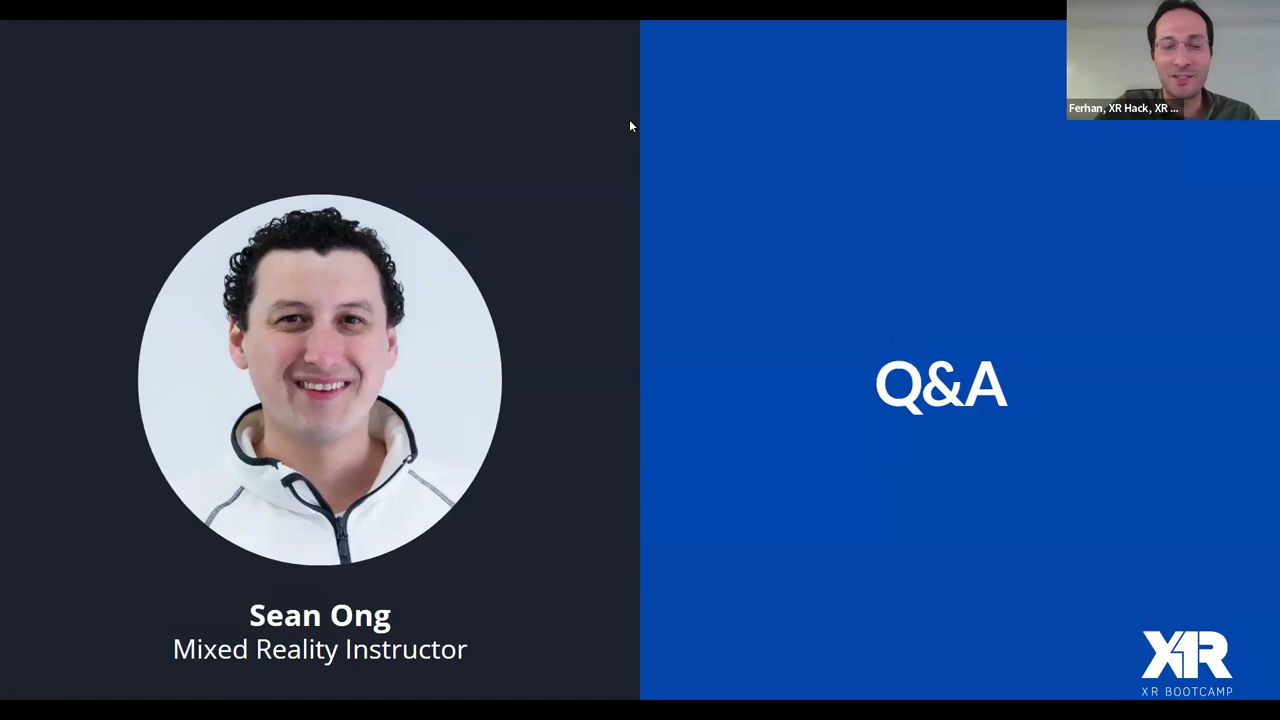 Ferhan, XR Hack, XR ...
Q&A
Sean Ong
Mixed Reality Instructor
XR
XR BOOTCAMP